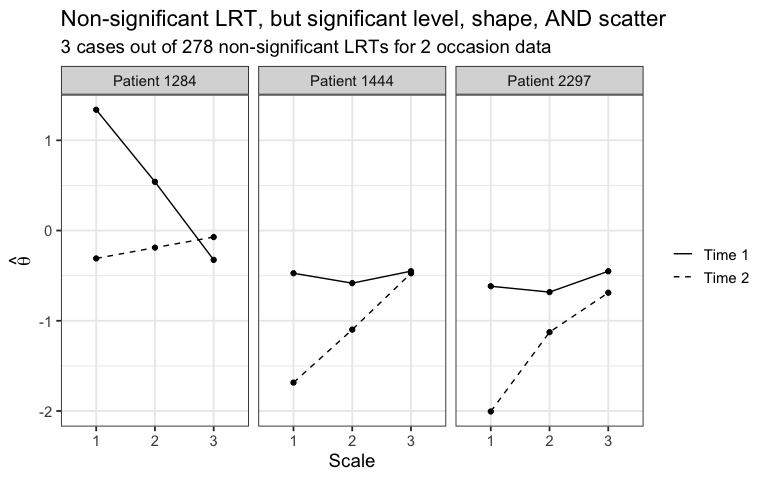 Non-significant LRT, but significant level, shape, AND scatter
3 cases out of 278 non-significant LRTs for 2 occasion data
Patient 1284
Patient 1444
Patient 2297
1
0
-1
-2
θ̂
1 2 3
1 2 3
1 2 3
Scale
Time 1
Time 2